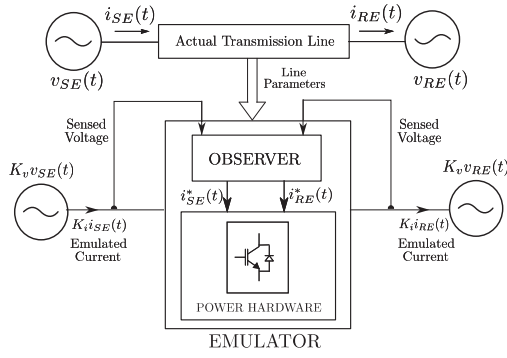 i_SE(t)
i_RE(t)
Actual Transmission Line
v_SE(t)
v_RE(t)
Line
Parameters
Sensed
Voltage
Sensed
Voltage
OBSERVER
K_v v_SE(t)
K_v v_RE(t)
i*_SE(t)
i*_RE(t)
K_i i_SE(t)
Emulated
Current
K_i i_RE(t)
Emulated
Current
POWER HARDWARE
EMULATOR